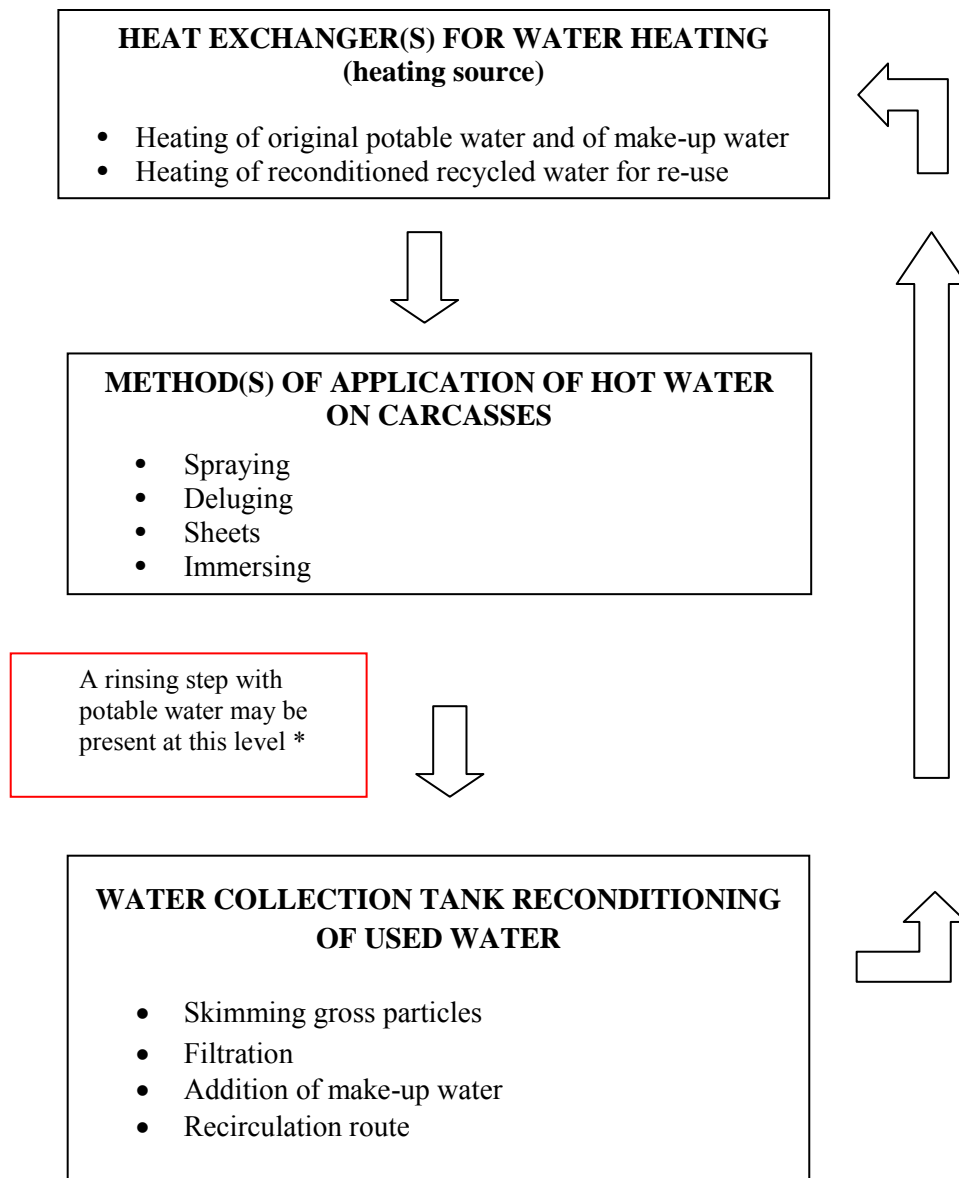 HEAT EXCHANGER(S) FOR WATER HEATING
(heating source)
• Heating of original potable water and of make-up water
• Heating of reconditioned recycled water for re-use
METHOD(S) OF APPLICATION OF HOT WATER
ON CARCASSES
• Spraying
• Deluging
• Sheets
• Immersing
A rinsing step with
potable water may be
present at this level *
WATER COLLECTION TANK RECONDITIONING
OF USED WATER
• Skimming gross particles
• Filtration
• Addition of make-up water
• Recirculation route